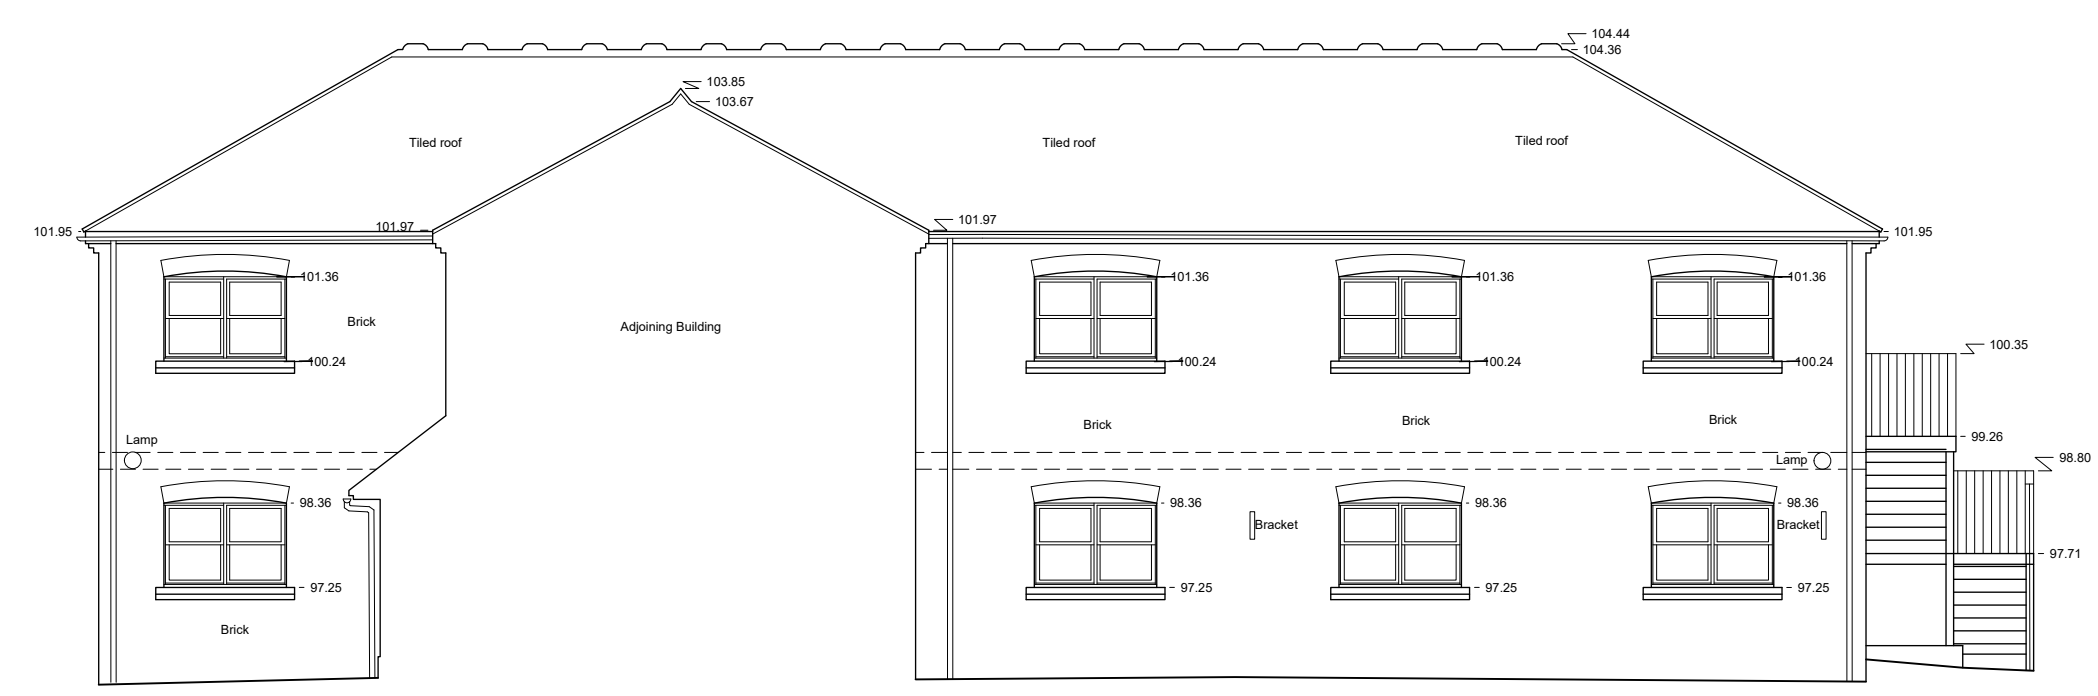 104.44
104.36
103.85
103.67
Tiled roof
Tiled roof
Tiled roof
101.95
101.97
101.97
101.95
101.36
101.36
101.36
101.36
Brick
Adjoining Building
100.35
100.24
100.24
100.24
100.24
Brick
Brick
Brick
Lamp
99.26
Lamp
98.80
98.36
98.36
98.36
98.36
Bracket
Bracket
97.71
97.25
97.25
97.25
97.25
Brick